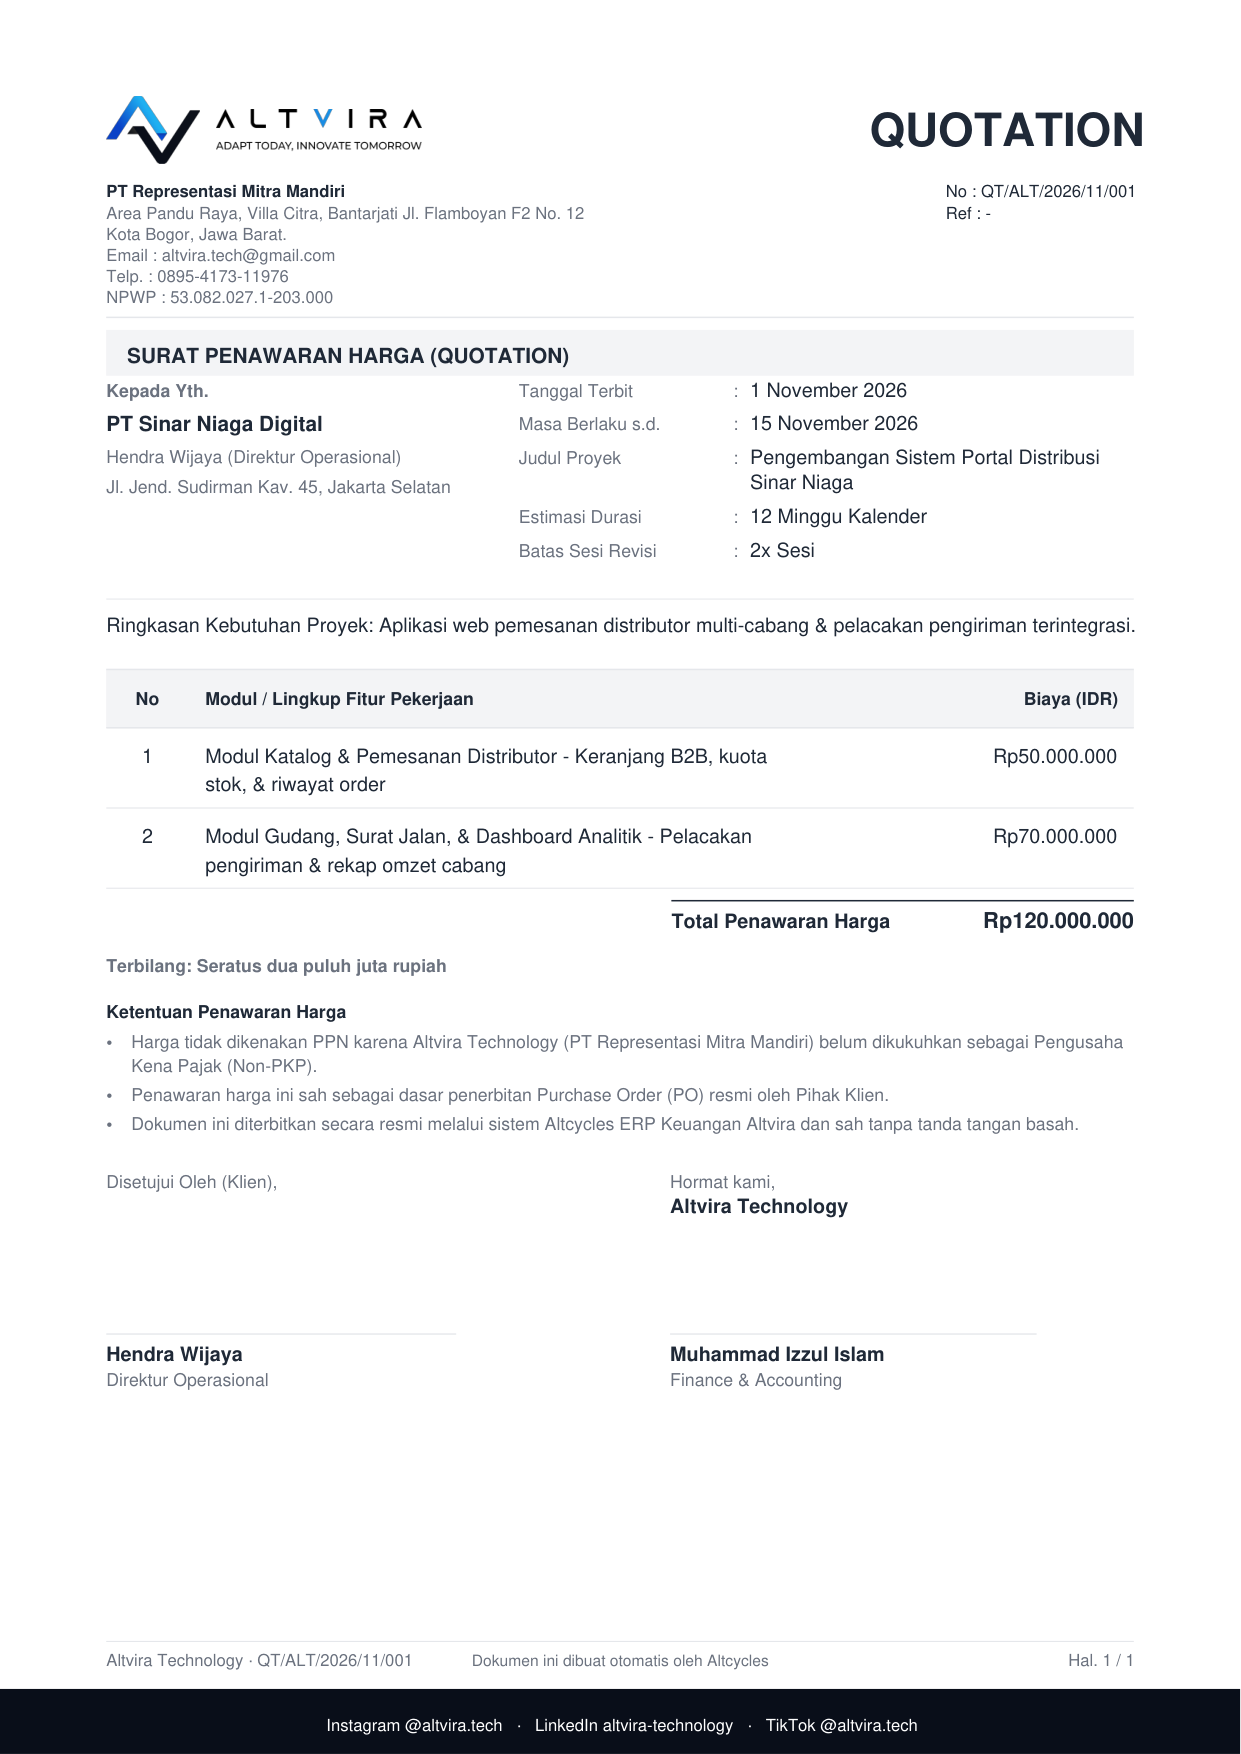 ALTVIRA
ADAPT TODAY, INNOVATE TOMORROW
QUOTATION
PT Representasi Mitra Mandiri
Area Pandu Raya, Villa Citra, Bantarjati Jl. Flamboyan F2 No. 12
Kota Bogor, Jawa Barat.
Email : altvira.tech@gmail.com
Telp. : 0895-4173-11976
NPWP : 53.082.027.1-203.000
No : QT/ALT/2026/11/001
Ref : -
SURAT PENAWARAN HARGA (QUOTATION)
Kepada Yth.
PT Sinar Niaga Digital
Hendra Wijaya (Direktur Operasional)
Jl. Jend. Sudirman Kav. 45, Jakarta Selatan
Tanggal Terbit : 1 November 2026
Masa Berlaku s.d. : 15 November 2026
Judul Proyek : Pengembangan Sistem Portal Distribusi
Sinar Niaga
Estimasi Durasi : 12 Minggu Kalender
Batas Sesi Revisi : 2x Sesi
Ringkasan Kebutuhan Proyek: Aplikasi web pemesanan distributor multi-cabang & pelacakan pengiriman terintegrasi.
No Modul / Lingkup Fitur Pekerjaan Biaya (IDR)
1 Modul Katalog & Pemesanan Distributor - Keranjang B2B, kuota Rp50.000.000
stok, & riwayat order
2 Modul Gudang, Surat Jalan, & Dashboard Analitik - Pelacakan Rp70.000.000
pengiriman & rekap omzet cabang
Total Penawaran Harga Rp120.000.000
Terbilang: Seratus dua puluh juta rupiah
Ketentuan Penawaran Harga
• Harga tidak dikenakan PPN karena Altvira Technology (PT Representasi Mitra Mandiri) belum dikukuhkan sebagai Pengusaha
Kena Pajak (Non-PKP).
• Penawaran harga ini sah sebagai dasar penerbitan Purchase Order (PO) resmi oleh Pihak Klien.
• Dokumen ini diterbitkan secara resmi melalui sistem Altcycles ERP Keuangan Altvira dan sah tanpa tanda tangan basah.
Disetujui Oleh (Klien),
Hormat kami,
Altvira Technology
Hendra Wijaya
Direktur Operasional
Muhammad Izzul Islam
Finance & Accounting
Altvira Technology · QT/ALT/2026/11/001 Dokumen ini dibuat otomatis oleh Altcycles Hal. 1 / 1
Instagram @altvira.tech · LinkedIn altvira-technology · TikTok @altvira.tech